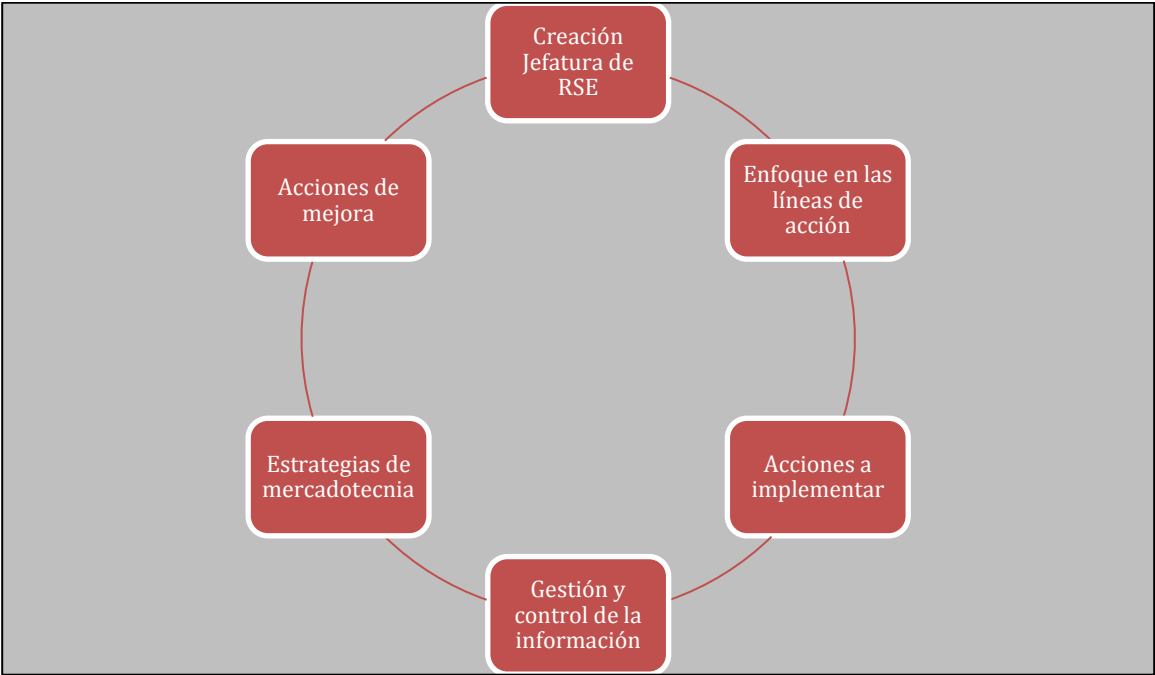 Creación
Jefatura de
RSE
Enfoque en las
líneas de
acción
Acciones a
implementar
Gestión y
control de la
información
Estrategias de
mercadotecnia
Acciones de
mejora